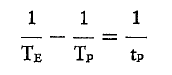 1/T_E − 1/T_P = 1/t_P